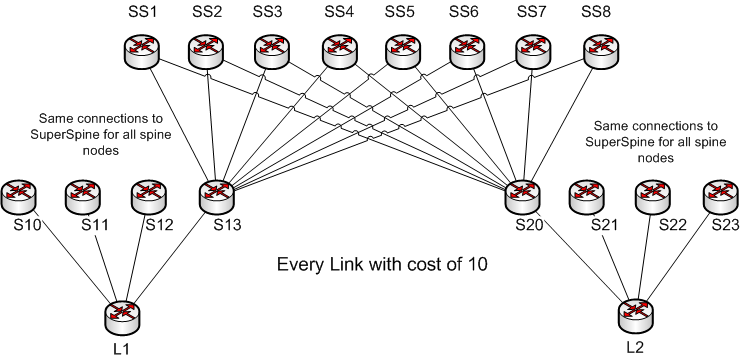 SS1 SS2 SS3 SS4 SS5 SS6 SS7 SS8
Same connections to
SuperSpine for all spine
nodes
Same connections to
SuperSpine for all spine
nodes
S10 S11 S12 S13 S20 S21 S22 S23
Every Link with cost of 10
L1 L2